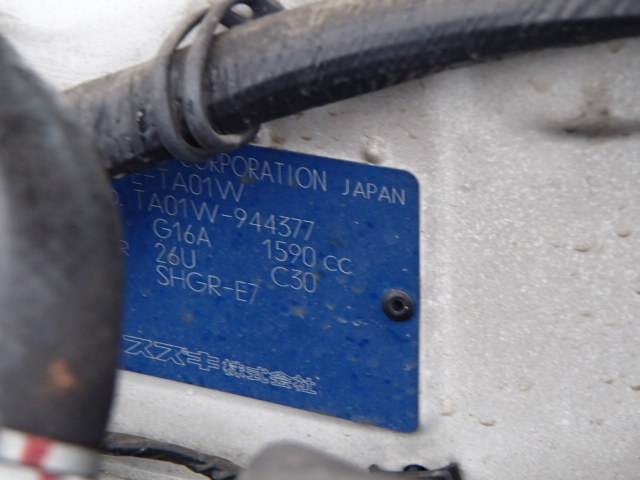 CORPORATION JAPAN
E-TA01W
TA01W-944377
G16A 1590 CC
R 26U C30
SHGR-E7
スズキ株式会社